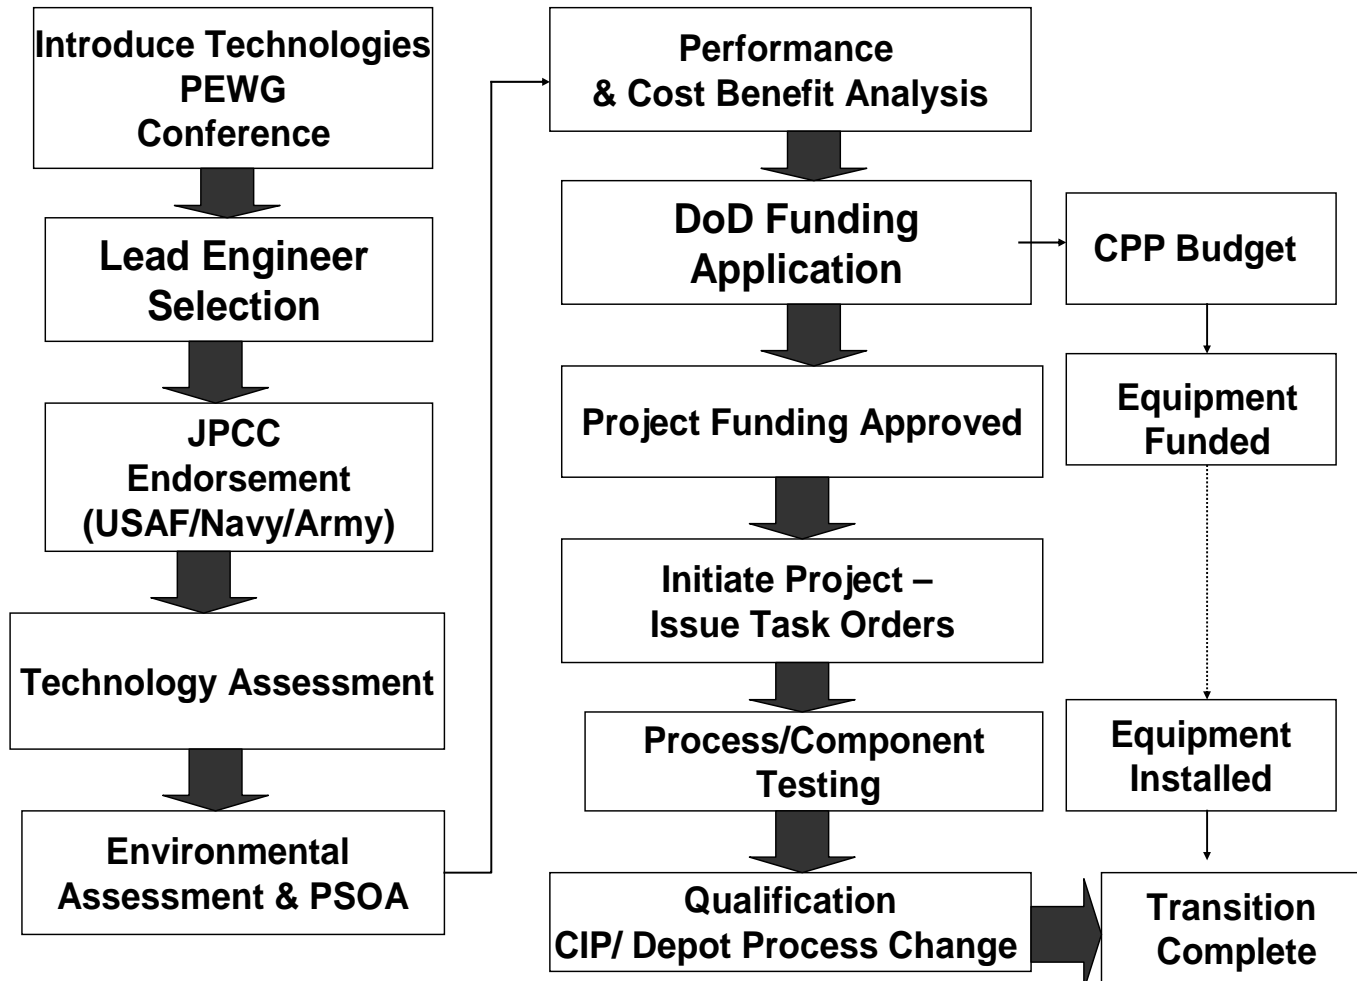 Introduce Technologies
PEWG
Conference
Lead Engineer
Selection
JPCC
Endorsement
(USAF/Navy/Army)
Technology Assessment
Environmental
Assessment & PSOA
Performance
& Cost Benefit Analysis
DoD Funding
Application
Project Funding Approved
Initiate Project –
Issue Task Orders
Process/Component
Testing
Qualification
CIP/ Depot Process Change
CPP Budget
Equipment
Funded
Equipment
Installed
Transition
Complete